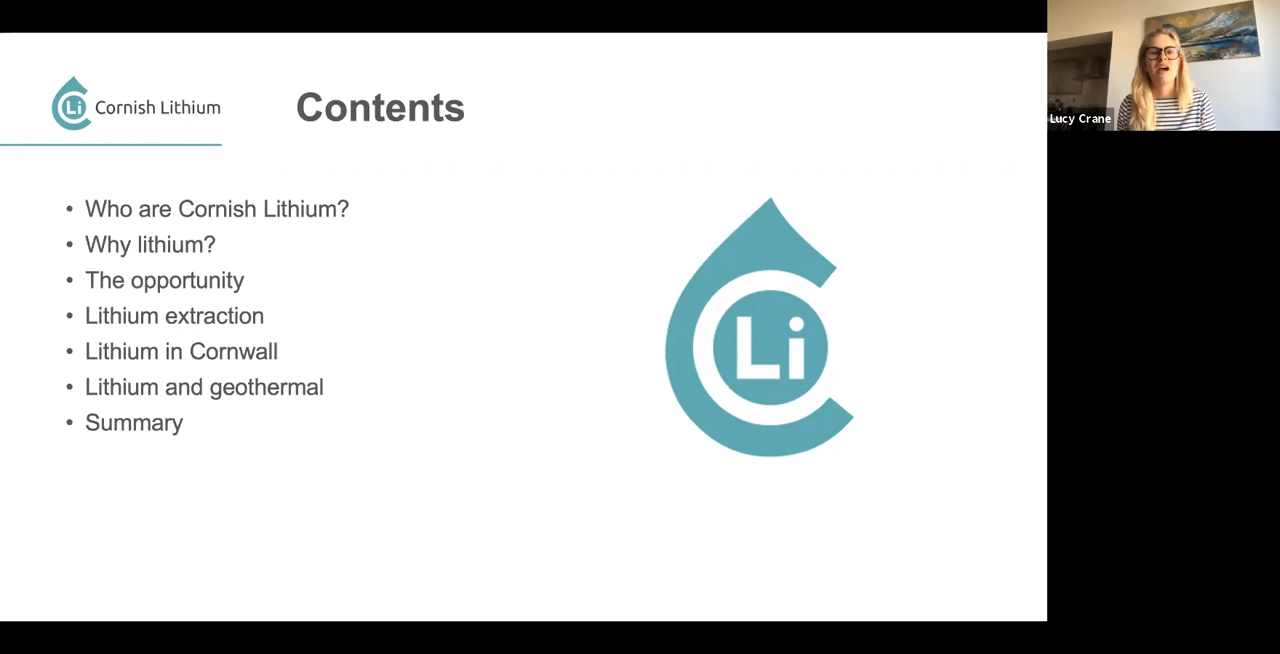 Li Cornish Lithium
Contents
• Who are Cornish Lithium?
• Why lithium?
• The opportunity
• Lithium extraction
• Lithium in Cornwall
• Lithium and geothermal
• Summary
Li
Lucy Crane